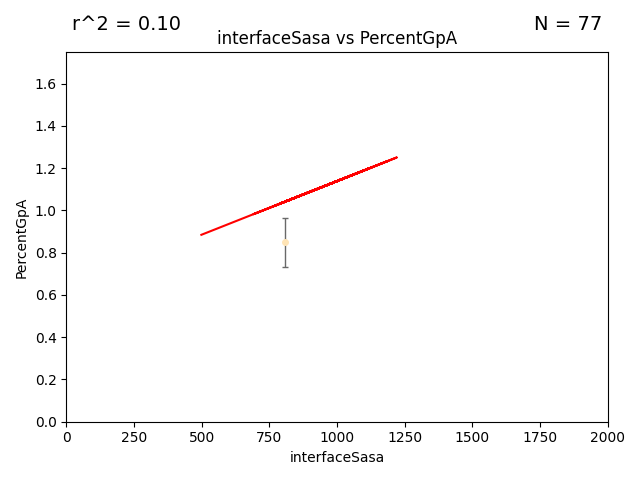 r^2 = 0.10
N = 77
interfaceSasa vs PercentGpA
1.6
1.4
1.2
1.0
0.8
0.6
0.4
0.2
0.0
PercentGpA
0 250 500 750 1000 1250 1500 1750 2000
interfaceSasa